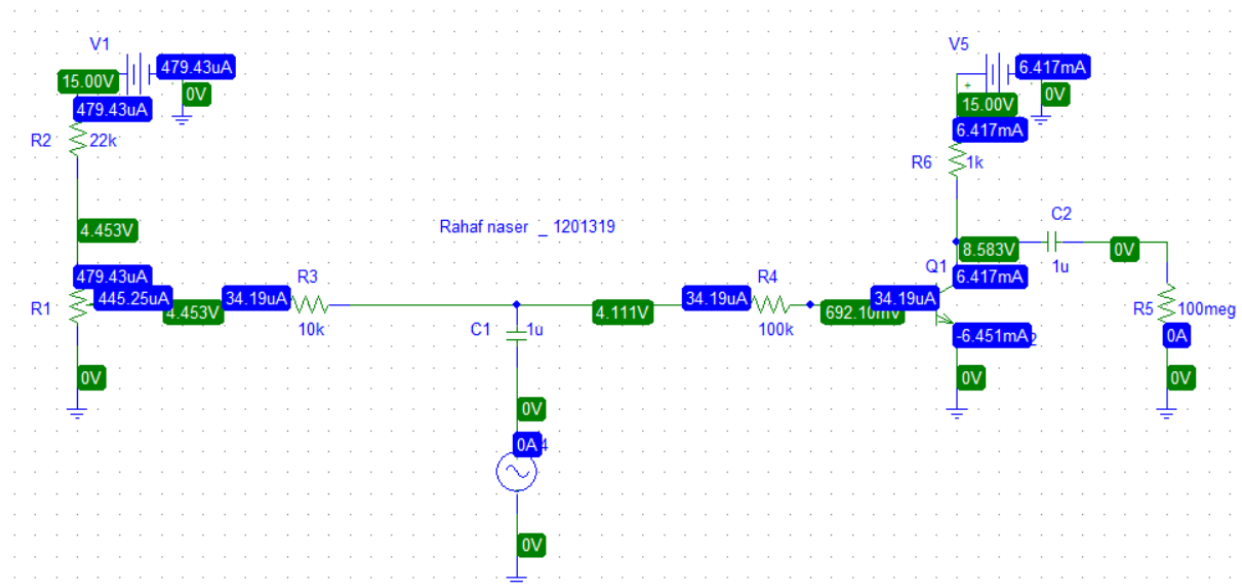 V1
V5
479.43uA
6.417mA
15.00V
+
0V
0V
15.00V
479.43uA
6.417mA
R2
22k
R6
1k
Rahaf naser _ 1201319
C2
4.453V
8.583V
0V
Q1
1u
479.43uA
R3
R4
6.417mA
R1
445.25uA
4.453V
34.19uA
10k
C1
1u
4.111V
34.19uA
100k
692.10mV
34.19uA
R5
100meg
-6.451mA
0A
0V
0V
0V
0V
0A
0V